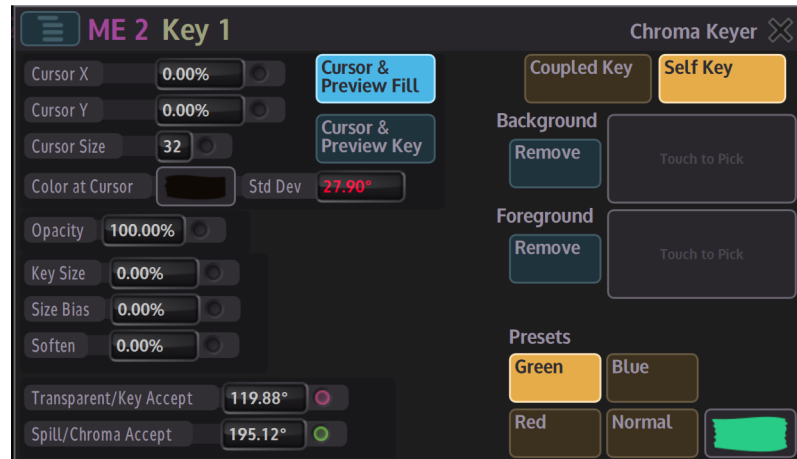 ME 2 Key 1
Chroma Keyer
Cursor X 0.00%
Cursor &
Preview Fill
Coupled Key
Self Key
Cursor Y 0.00%
Cursor &
Preview Key
Background
Cursor Size 32
Remove
Touch to Pick
Color at Cursor
Std Dev 27.90°
Foreground
Opacity 100.00%
Remove
Touch to Pick
Key Size 0.00%
Size Bias 0.00%
Soften 0.00%
Presets
Green
Blue
Transparent/Key Accept 119.88°
Red
Normal
Spill/Chroma Accept 195.12°